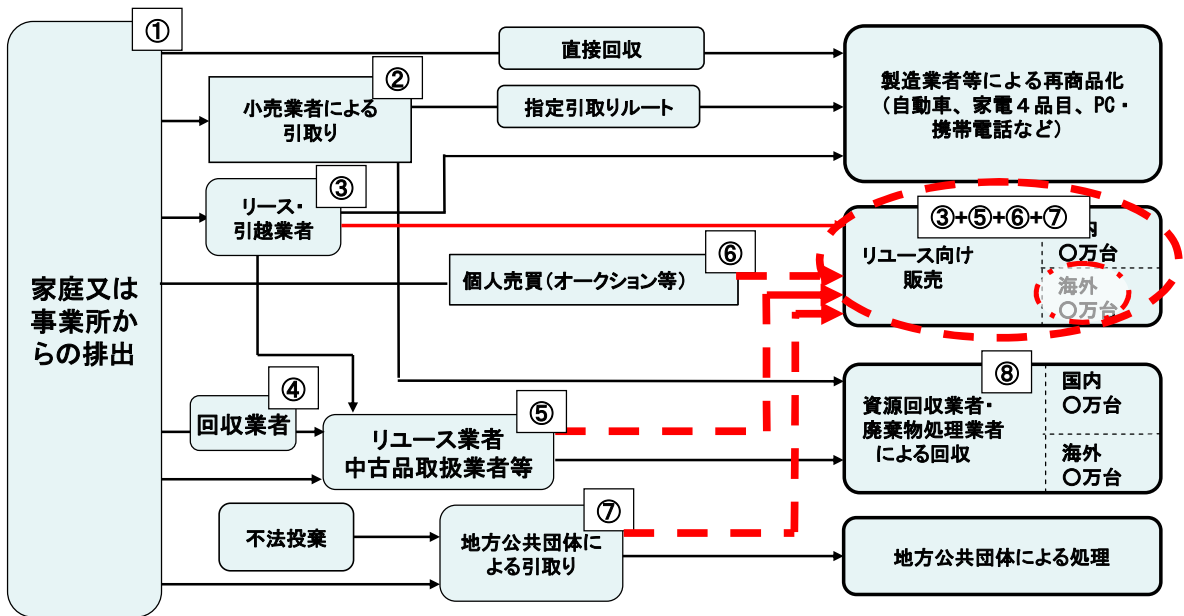 ①
家庭又は
事業所か
らの排出
直接回収
②
小売業者による
引取り
指定引取りルート
製造業者等による再商品化
（自動車、家電４品目、PC・
携帯電話など）
③
リース・
引越業者
③+⑤+⑥+⑦
リユース向け
販売
内
○万台
海外
○万台
⑥
個人売買（オークション等）
④
回収業者
⑤
リユース業者
中古品取扱業者等
⑧
資源回収業者・
廃棄物処理業者
による回収
国内
○万台
海外
○万台
不法投棄
⑦
地方公共団体に
よる引取り
地方公共団体による処理